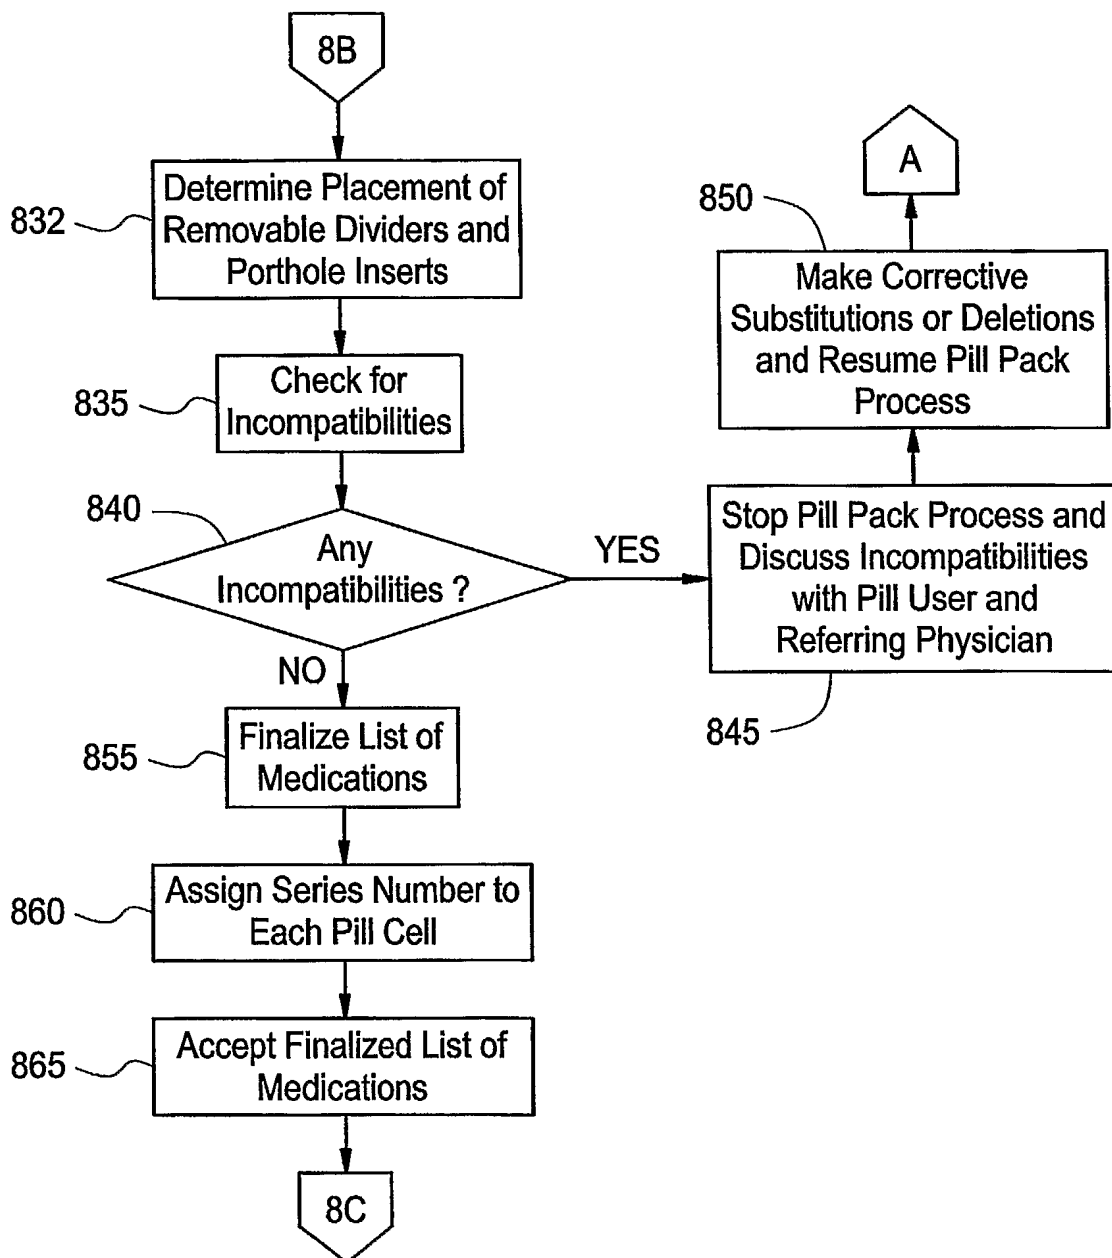 8B
832
Determine Placement of
Removable Dividers and
Porthole Inserts
835
Check for
Incompatibilities
840
Any
Incompatibilities ?
YES
NO
A
850
Make Corrective
Substitutions or Deletions
and Resume Pill Pack
Process
Stop Pill Pack Process and
Discuss Incompatibilities
with Pill User and
Referring Physician
845
855
Finalize List of
Medications
860
Assign Series Number to
Each Pill Cell
865
Accept Finalized List of
Medications
8C